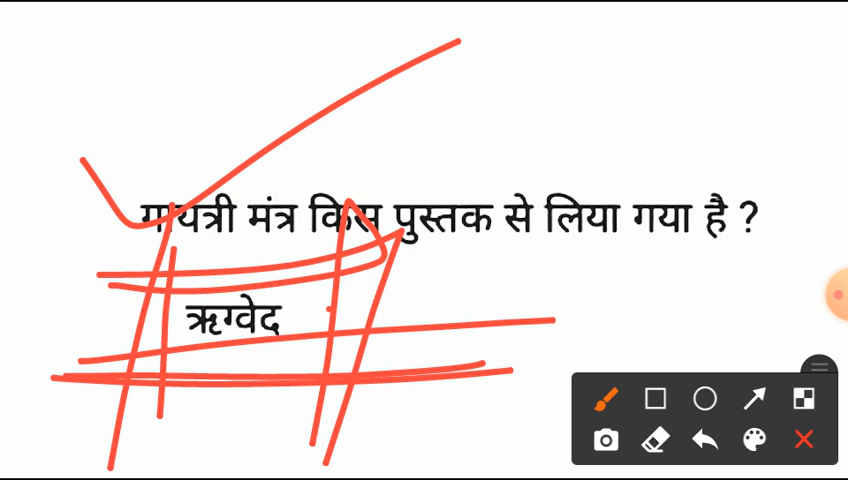 गायत्री मंत्र किस पुस्तक से लिया गया है ?
ऋग्वेद